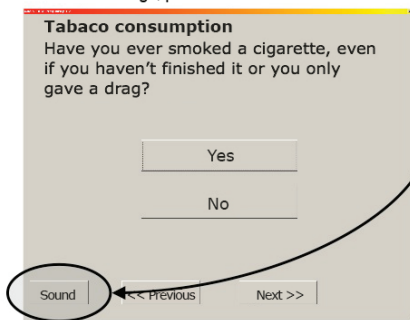 Tabaco consumption
Have you ever smoked a cigarette, even
if you haven't finished it or you only
gave a drag?
Yes
No
Sound << Previous Next >>